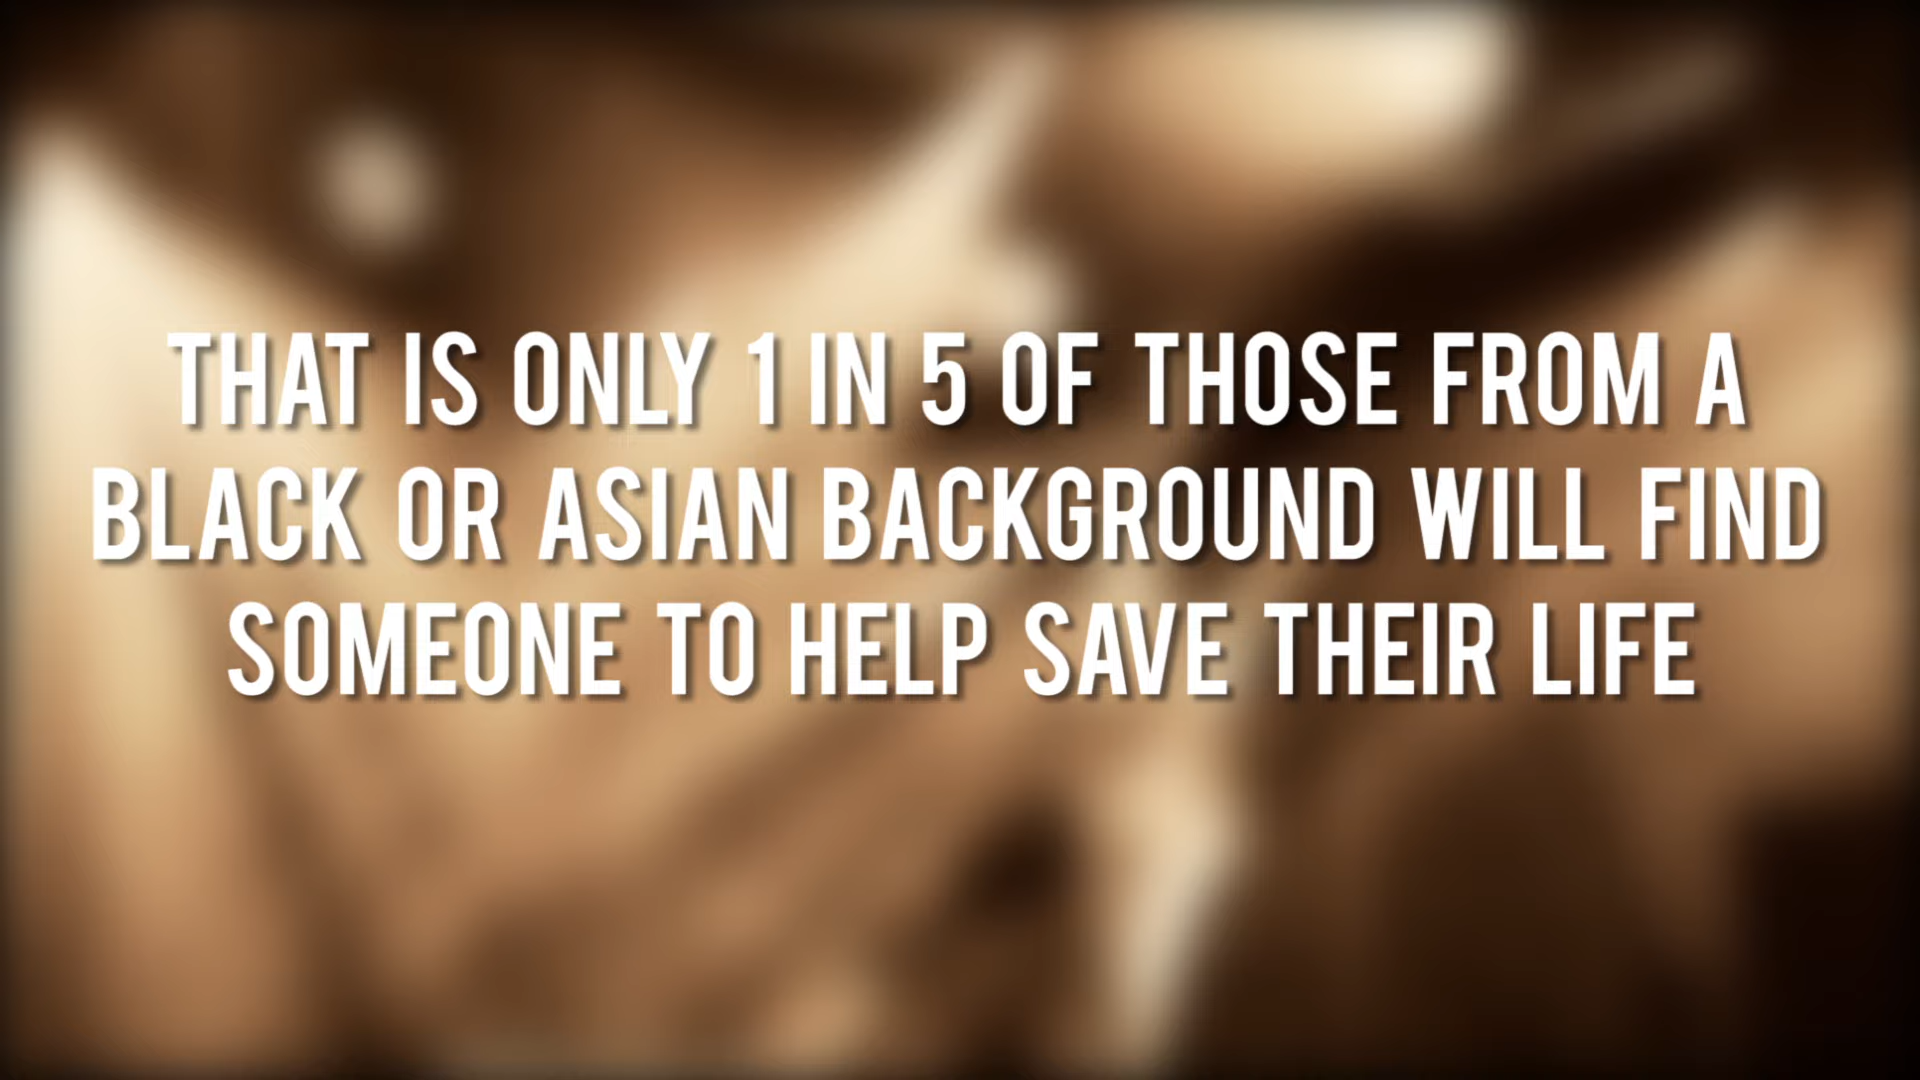 THAT IS ONLY 1 IN 5 OF THOSE FROM A
BLACK OR ASIAN BACKGROUND WILL FIND
SOMEONE TO HELP SAVE THEIR LIFE